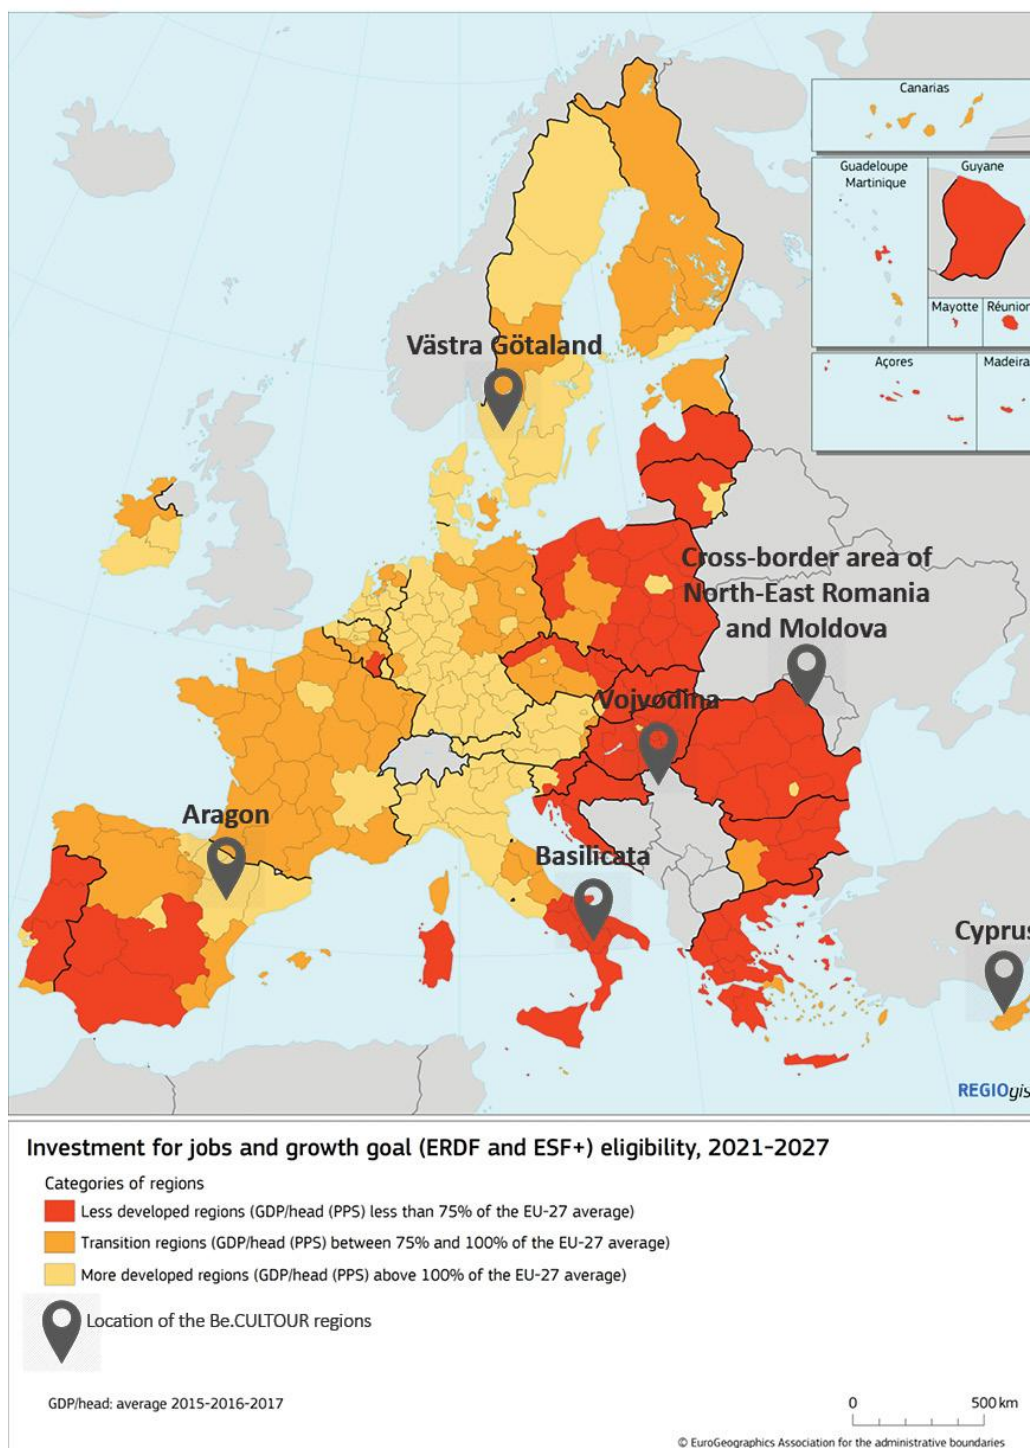 Canarias
Guadeloupe
Martinique
Guyane
Mayotte
Réunion
Açores
Madeira
Västra Götaland
Cross-border area of
North-East Romania
and Moldova
Vojvodina
Aragon
Basilicata
Cyprus
REGIOgis
Investment for jobs and growth goal (ERDF and ESF+) eligibility, 2021-2027
Categories of regions
Less developed regions (GDP/head (PPS) less than 75% of the EU-27 average)
Transition regions (GDP/head (PPS) between 75% and 100% of the EU-27 average)
More developed regions (GDP/head (PPS) above 100% of the EU-27 average)
Location of the Be.CULTOUR regions
GDP/head: average 2015-2016-2017
0 500 km
© EuroGeographics Association for the administrative boundaries